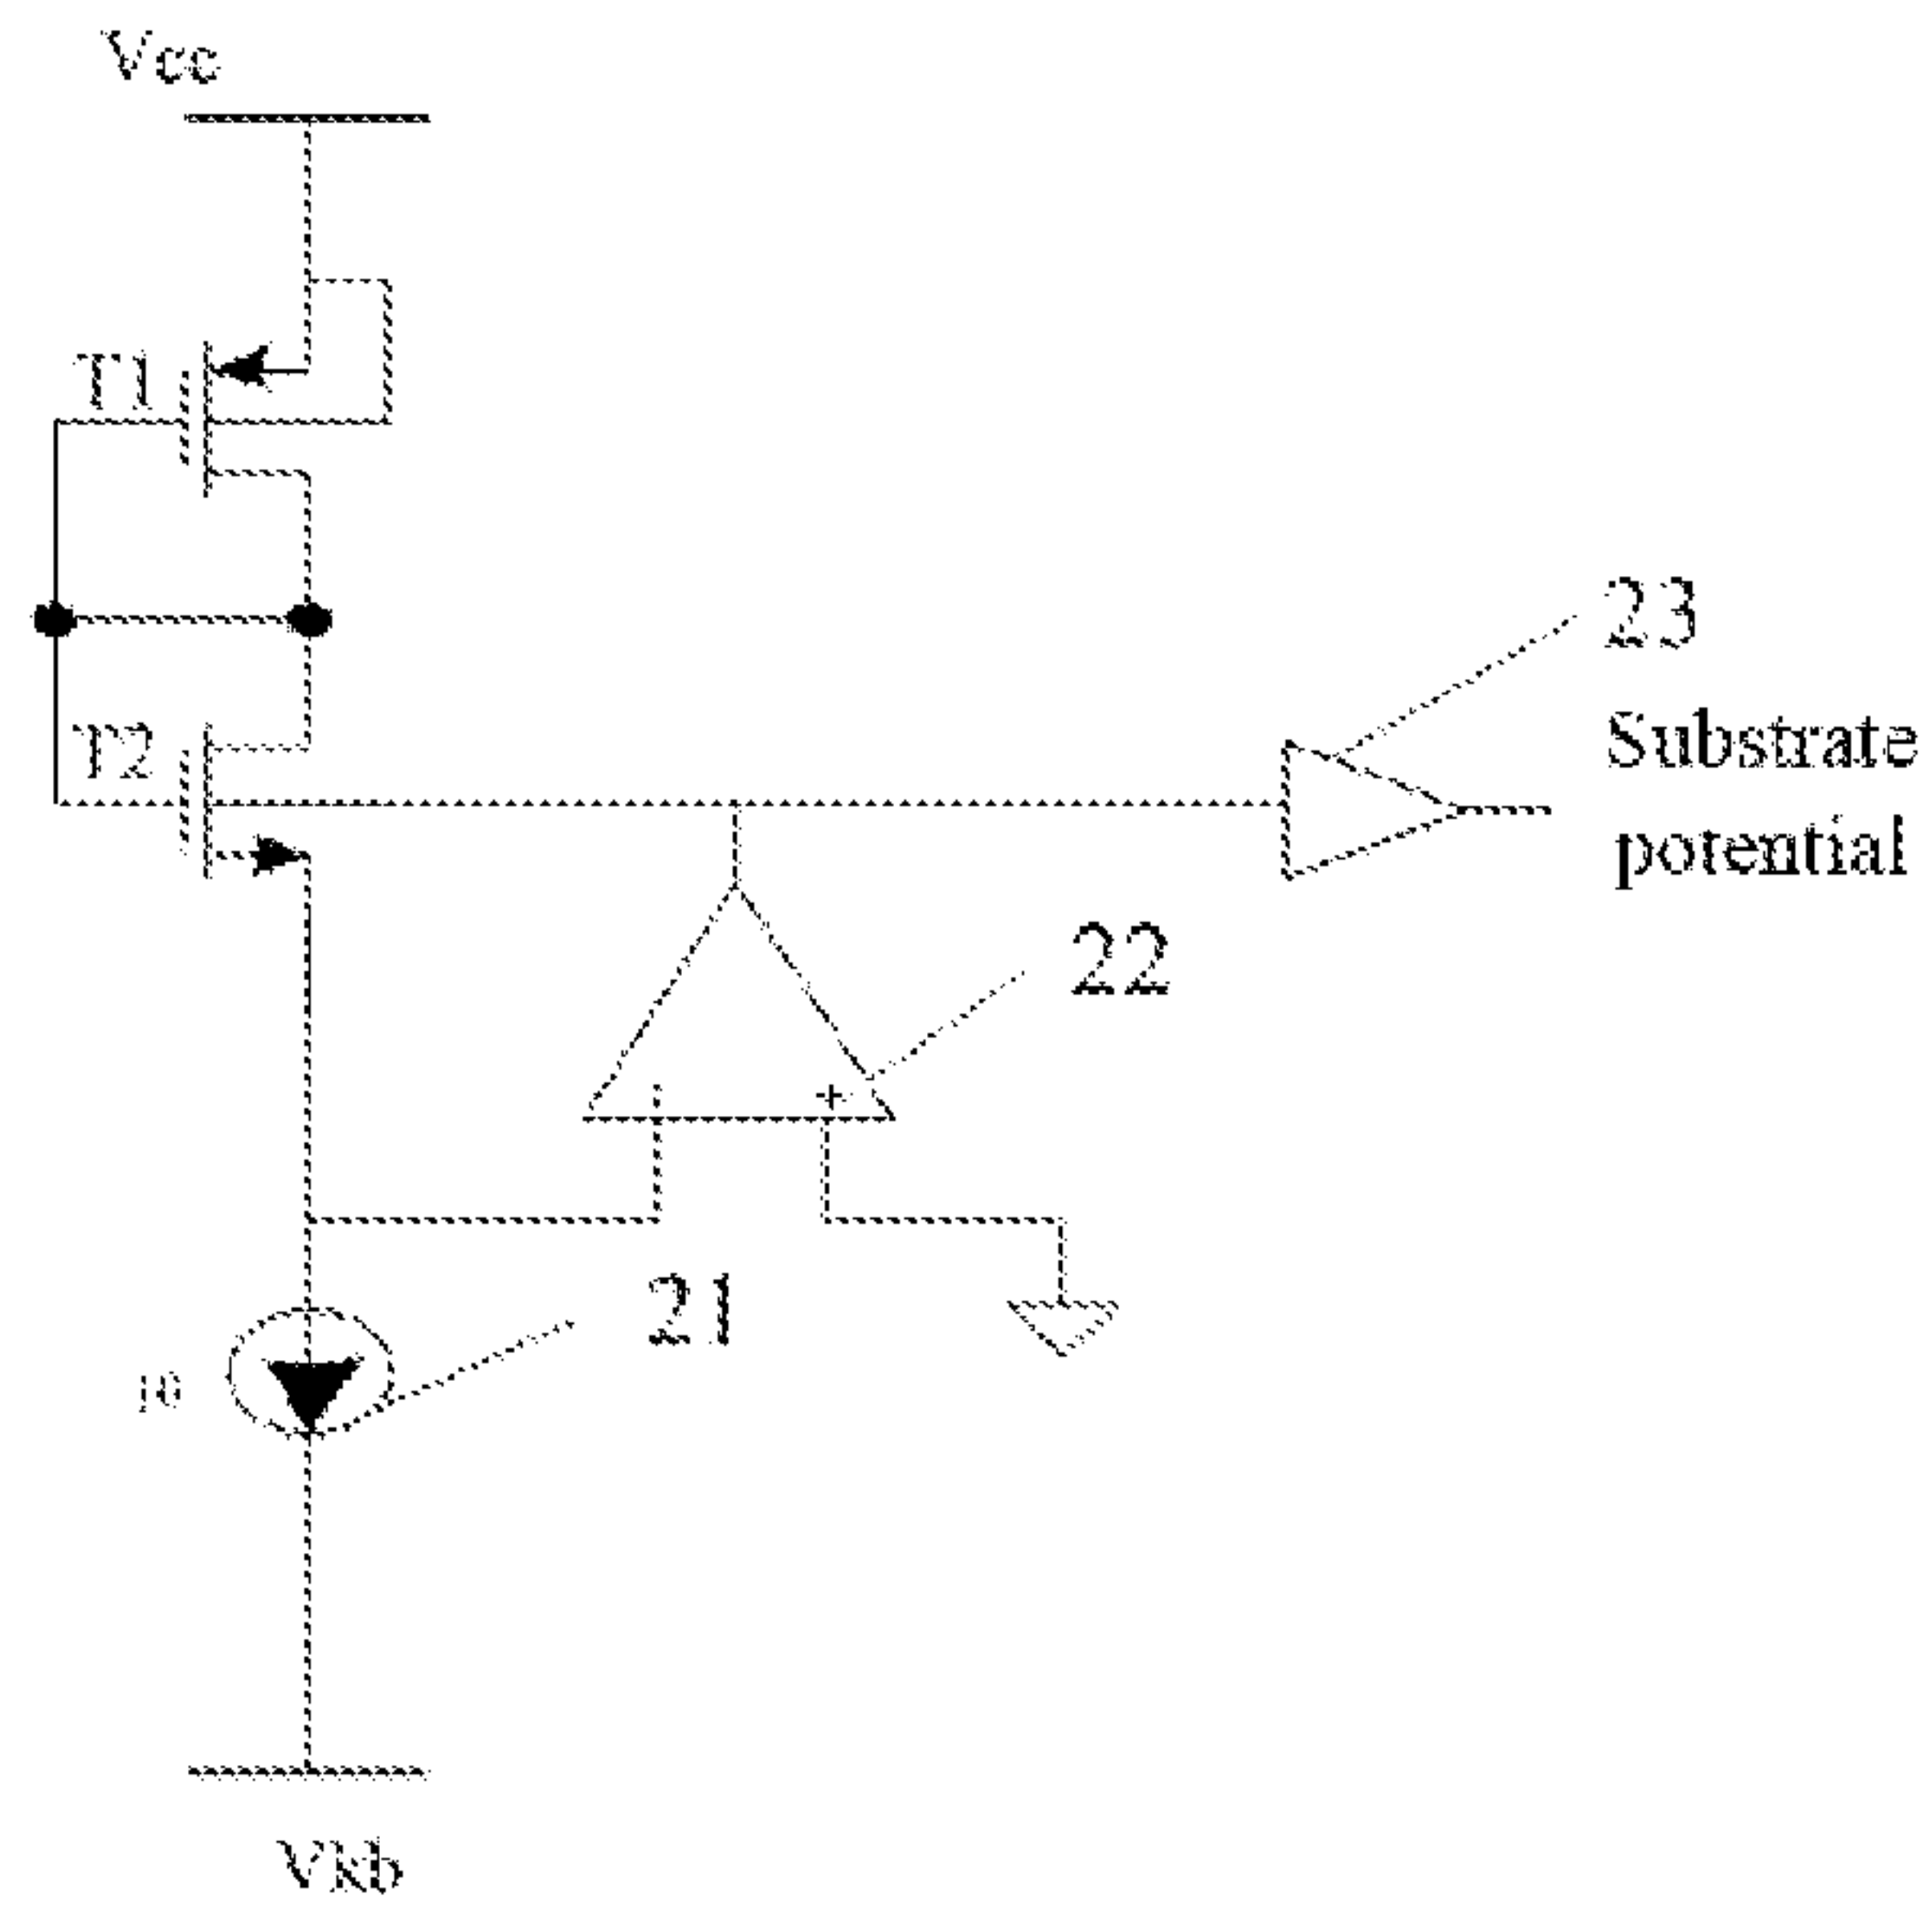 Vcc
T1
23
T2
Substrate
potential
22
+
21
Vkb